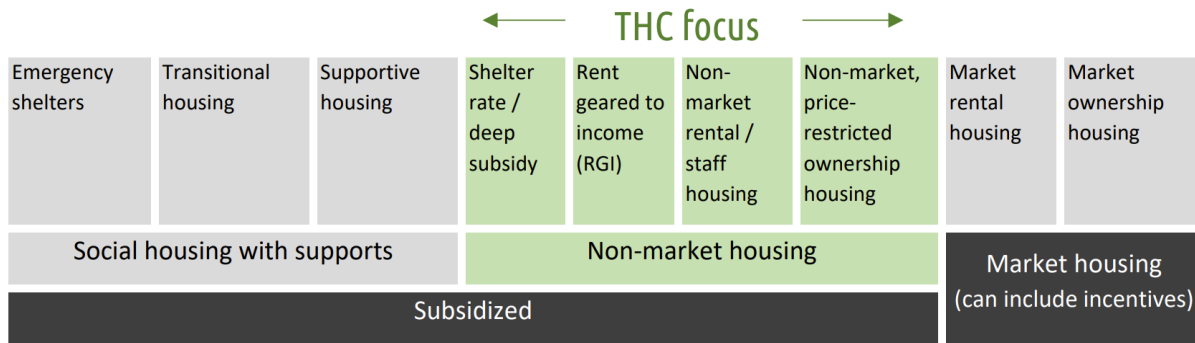 THC focus
Emergency
shelters
Transitional
housing
Supportive
housing
Shelter
rate /
deep
subsidy
Rent
geared to
income
(RGI)
Non-
market
rental /
staff
housing
Non-market,
price-
restricted
ownership
housing
Market
rental
housing
Market
ownership
housing
Social housing with supports
Non-market housing
Market housing
(can include incentives)
Subsidized